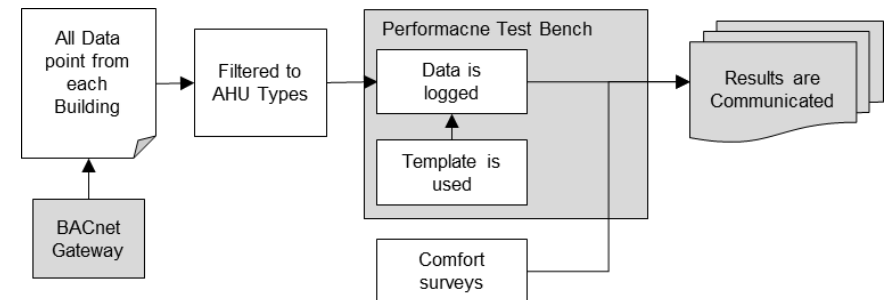 All Data
point from
each
Building
BACnet
Gateway
Filtered to
AHU Types
Performacne Test Bench
Data is
logged
Template is
used
Comfort
surveys
Results are
Communicated